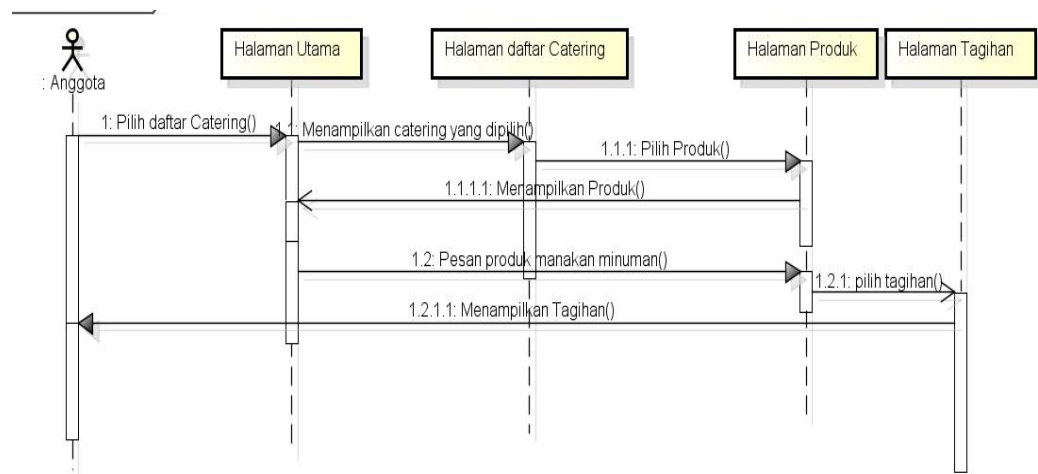 : Anggota
Halaman Utama
Halaman daftar Catering
Halaman Produk
Halaman Tagihan
1: Pilih daftar Catering()
1.1: Menampilkan catering yang dipilih()
1.1.1: Pilih Produk()
1.1.1.1: Menampilkan Produk()
1.2: Pesan produk manakan minuman()
1.2.1: pilih tagihan()
1.2.1.1: Menampilkan Tagihan()